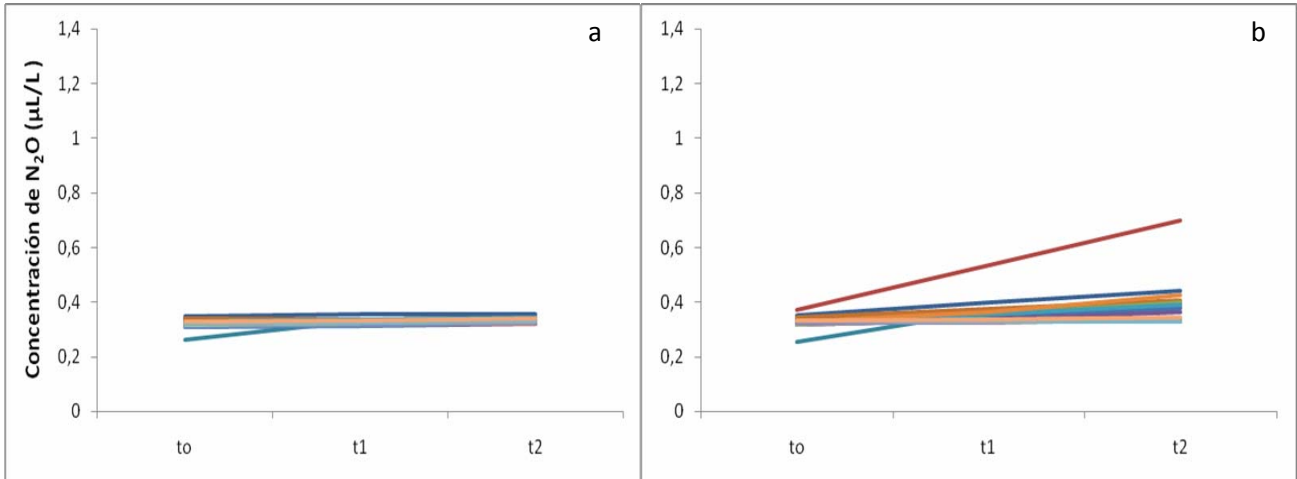 Concentración de N₂O (µL/L)
a
1,4
1,2
1
0,8
0,6
0,4
0,2
0
to
t1
t2
b
1,4
1,2
1
0,8
0,6
0,4
0,2
0
to
t1
t2